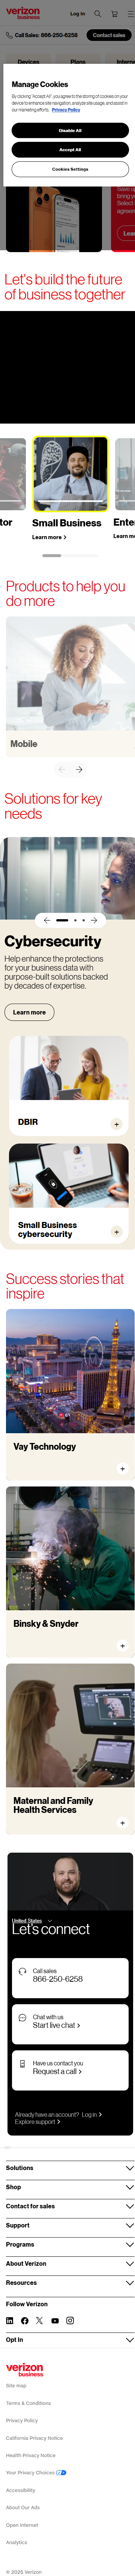 verizon
business
Log In
Call Sales: 866-250-6258
Contact sales
Devices
Plans
Internet
Manage Cookies
By clicking "Accept All", you agree to the storing of cookies on your device to enhance site navigation, analyze site usage, and assist in our marketing efforts. Privacy Policy
Disable All
Accept All
Cookies Settings
Let's build the future
of business together
tor
Small Business
Learn more
Enter
Learn mo
Products to help you
do more
Mobile
Solutions for key
needs
Cybersecurity
Help enhance the protections
for your business data with
purpose-built solutions backed
by decades of expertise.
Learn more
DBIR
Small Business
cybersecurity
Success stories that
inspire
Vay Technology
Binsky & Snyder
Maternal and Family
Health Services
United States
Let's connect
Call sales
866-250-6258
Chat with us
Start live chat
Have us contact you
Request a call
Already have an account? Log in
Explore support
Solutions
Shop
Contact for sales
Support
Programs
About Verizon
Resources
Follow Verizon
Opt In
verizon
business
Site map
Terms & Conditions
Privacy Policy
California Privacy Notice
Health Privacy Notice
Your Privacy Choices
Accessibility
About Our Ads
Open Internet
Analytics
© 2025 Verizon